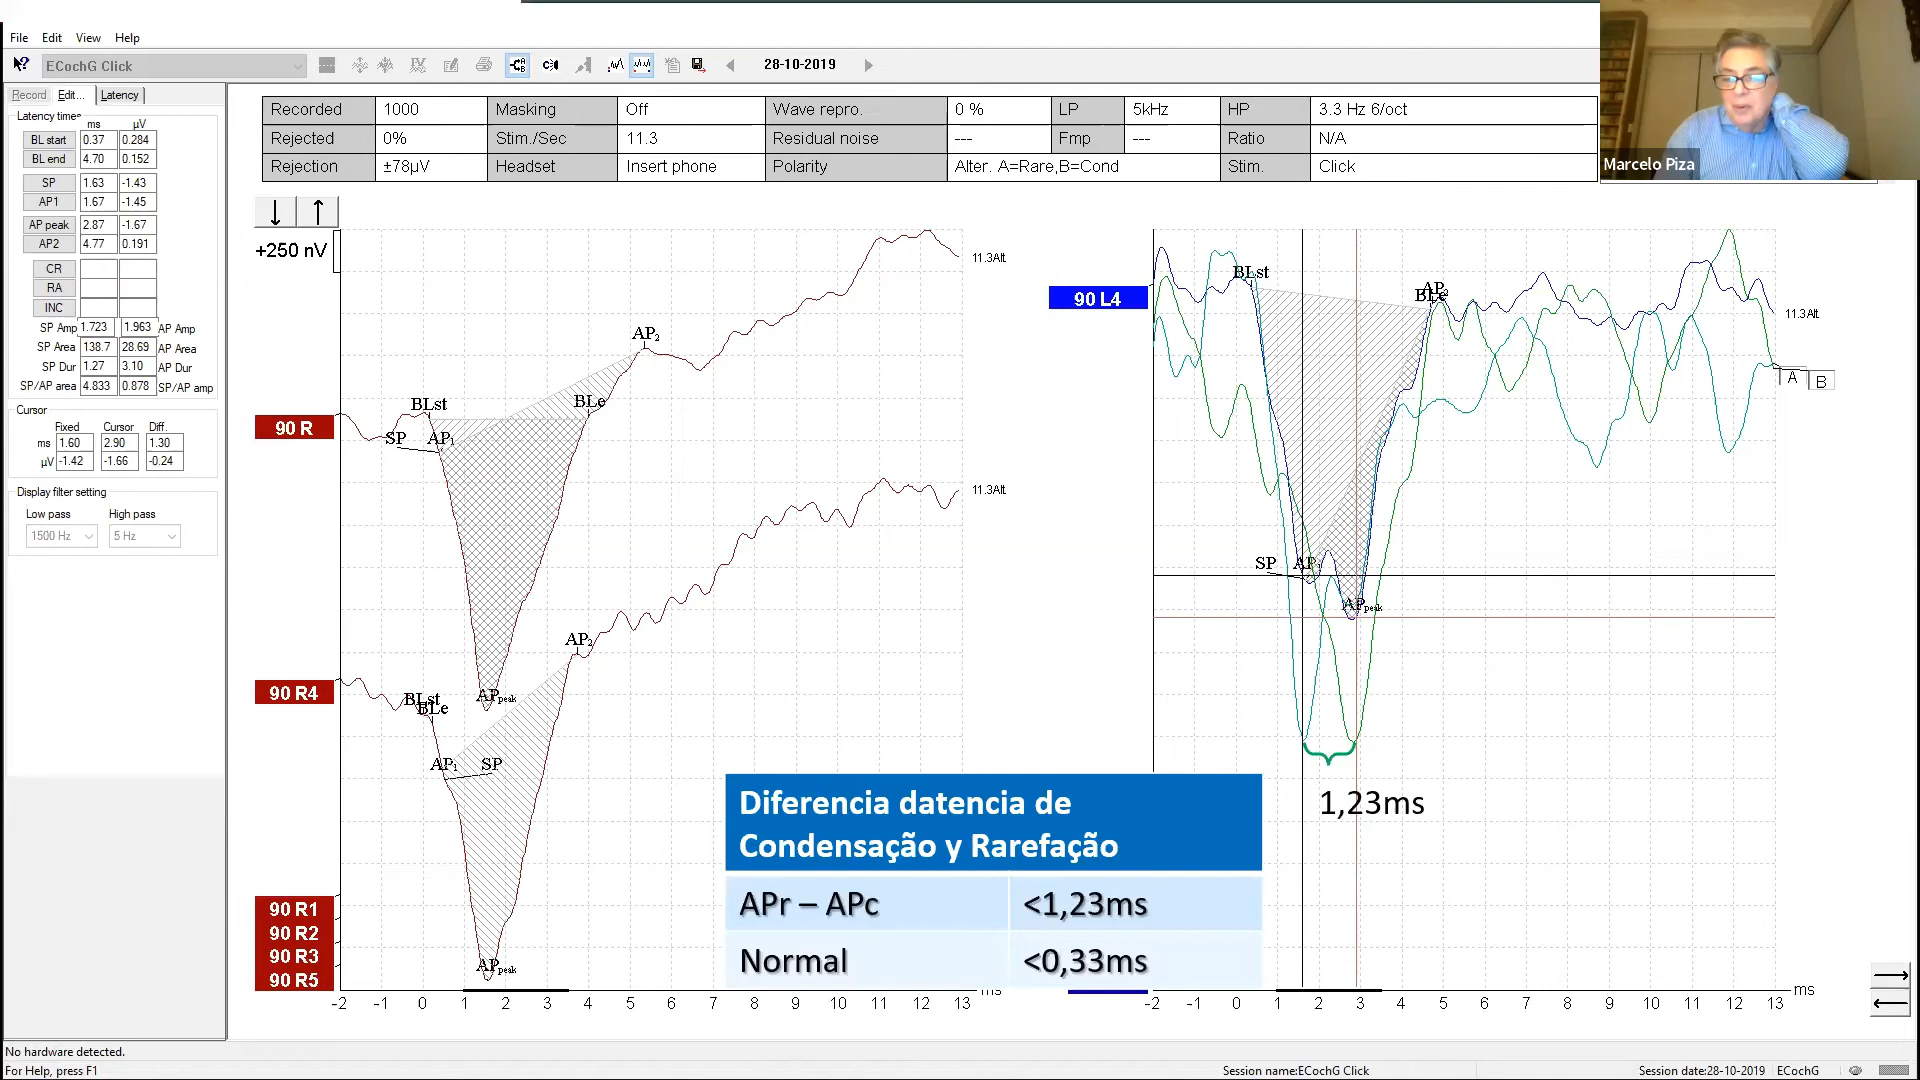 File Edit View Help
ECochG Click
28-10-2019
Marcelo Piza
Record Edit... Latency
Latency times
ms µV
BL start 0.37 0.284
BL end 4.70 0.152
SP 1.63 -1.43
AP1 1.67 -1.45
AP peak 2.87 -1.67
AP2 4.77 0.191
CR
RA
INC
SP Amp 1.723 1.963 AP Amp
SP Area 138.7 28.69 AP Area
SP Dur 1.27 3.10 AP Dur
SP/AP area 4.833 0.878 SP/AP amp
Cursor
Fixed Cursor Diff.
ms 1.60 2.90 1.30
µV -1.42 -1.66 -0.24
Display filter setting
Low pass High pass
1500 Hz 5 Hz
Recorded 1000 Masking Off Wave repro. 0 % LP 5kHz HP 3.3 Hz 6/oct
Rejected 0% Stim./Sec 11.3 Residual noise --- Fmp --- Ratio N/A
Rejection ±78µV Headset Insert phone Polarity Alter. A=Rare,B=Cond Stim. Click
+250 nV
11.3Alt
AP2
BLst
BLe
90 R
SP AP1
11.3Alt
APpeak
AP2
90 R4
BLst
BLe
AP1 SP
APpeak
90 R1
90 R2
90 R3
90 R5
-2 -1 0 1 2 3 4 5 6 7 8 9 10 11 12 13 ms
90 L4
BLst
AP2
BLe
11.3Alt
A B
SP AP1
APpeak
1,23ms
-2 -1 0 1 2 3 4 5 6 7 8 9 10 11 12 13 ms
Diferencia datencia de
Condensação y Rarefação
APr – APc <1,23ms
Normal <0,33ms
No hardware detected.
For Help, press F1
Session name:ECochG Click
Session date:28-10-2019 ECochG